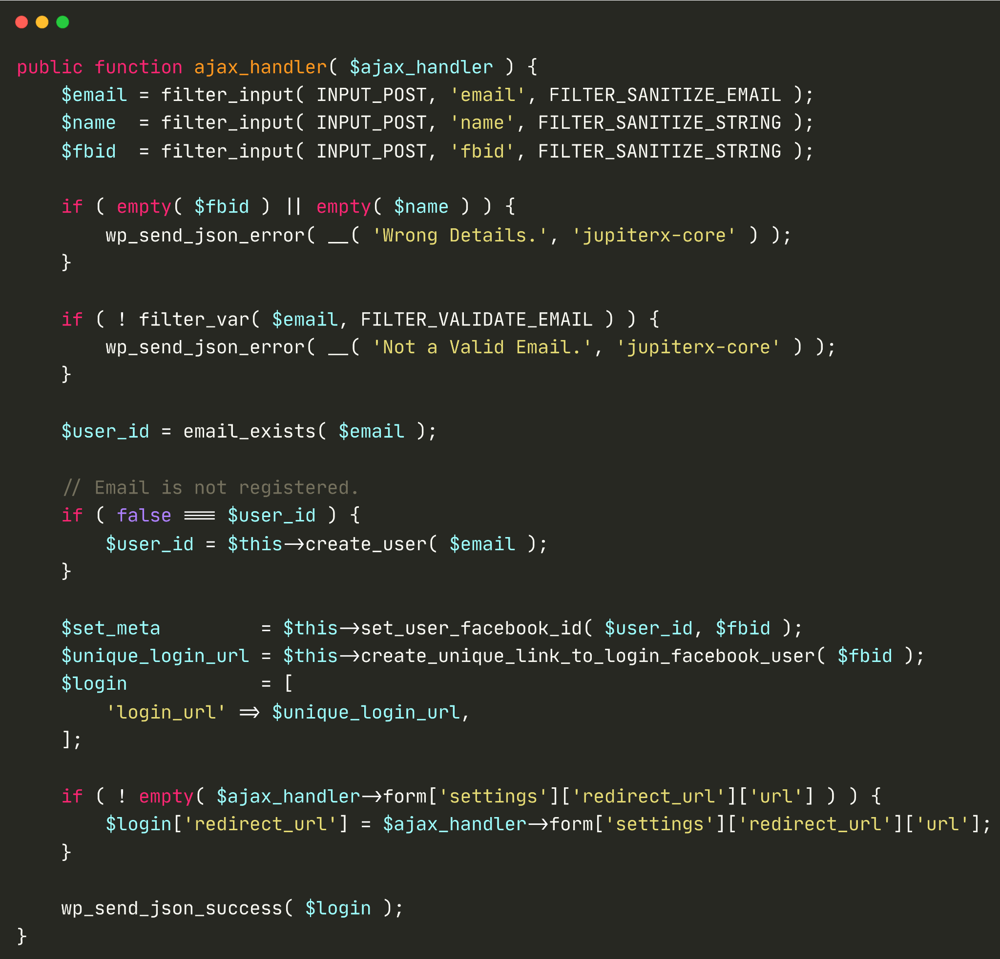 public function ajax_handler( $ajax_handler ) {
    $email = filter_input( INPUT_POST, 'email', FILTER_SANITIZE_EMAIL );
    $name  = filter_input( INPUT_POST, 'name', FILTER_SANITIZE_STRING );
    $fbid  = filter_input( INPUT_POST, 'fbid', FILTER_SANITIZE_STRING );

    if ( empty( $fbid ) || empty( $name ) ) {
        wp_send_json_error( __( 'Wrong Details.', 'jupiterx-core' ) );
    }

    if ( ! filter_var( $email, FILTER_VALIDATE_EMAIL ) ) {
        wp_send_json_error( __( 'Not a Valid Email.', 'jupiterx-core' ) );
    }

    $user_id = email_exists( $email );

    // Email is not registered.
    if ( false === $user_id ) {
        $user_id = $this->create_user( $email );
    }

    $set_meta         = $this->set_user_facebook_id( $user_id, $fbid );
    $unique_login_url = $this->create_unique_link_to_login_facebook_user( $fbid );
    $login            = [
        'login_url' => $unique_login_url,
    ];

    if ( ! empty( $ajax_handler->form['settings']['redirect_url']['url'] ) ) {
        $login['redirect_url'] = $ajax_handler->form['settings']['redirect_url']['url'];
    }

    wp_send_json_success( $login );
}